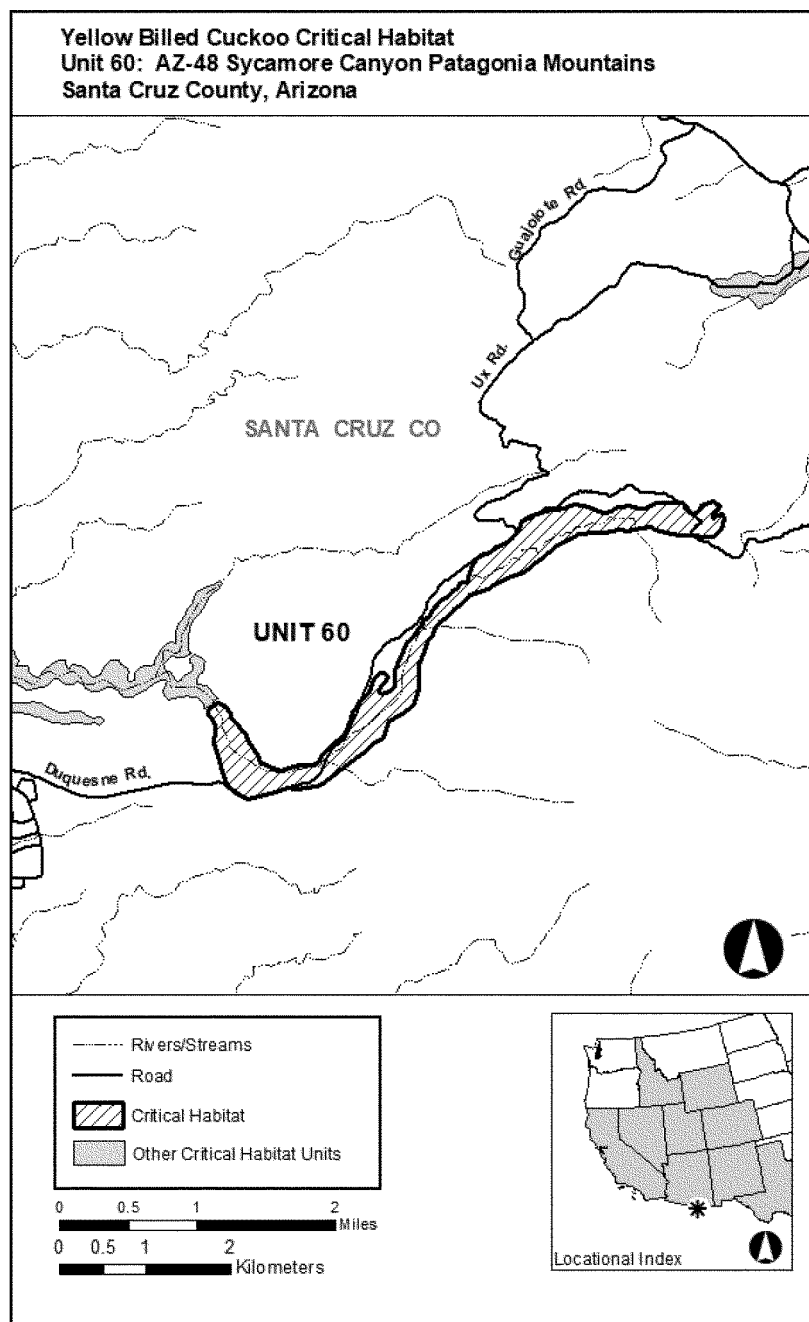 Yellow Billed Cuckoo Critical Habitat
Unit 60: AZ-48 Sycamore Canyon Patagonia Mountains
Santa Cruz County, Arizona
Guajolote Rd.
Ux Rd.
SANTA CRUZ CO
UNIT 60
Duquesne Rd.
Rivers/Streams
Road
Critical Habitat
Other Critical Habitat Units
0 0.5 1 2
Miles
0 0.5 1 2
Kilometers
Locational Index